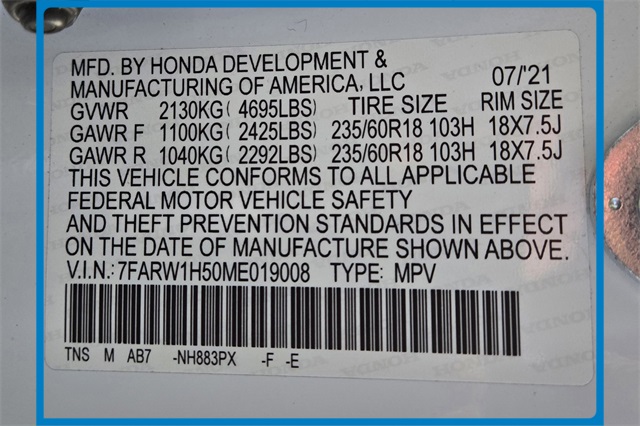 MFD. BY HONDA DEVELOPMENT &
MANUFACTURING OF AMERICA, LLC 07/'21
GVWR 2130KG( 4695LBS) TIRE SIZE RIM SIZE
GAWR F 1100KG( 2425LBS) 235/60R18 103H 18X7.5J
GAWR R 1040KG( 2292LBS) 235/60R18 103H 18X7.5J
THIS VEHICLE CONFORMS TO ALL APPLICABLE
FEDERAL MOTOR VEHICLE SAFETY
AND THEFT PREVENTION STANDARDS IN EFFECT
ON THE DATE OF MANUFACTURE SHOWN ABOVE.
V.I.N.: 7FARW1H50ME019008 TYPE: MPV
TNS M AB7 -NH883PX -F -E